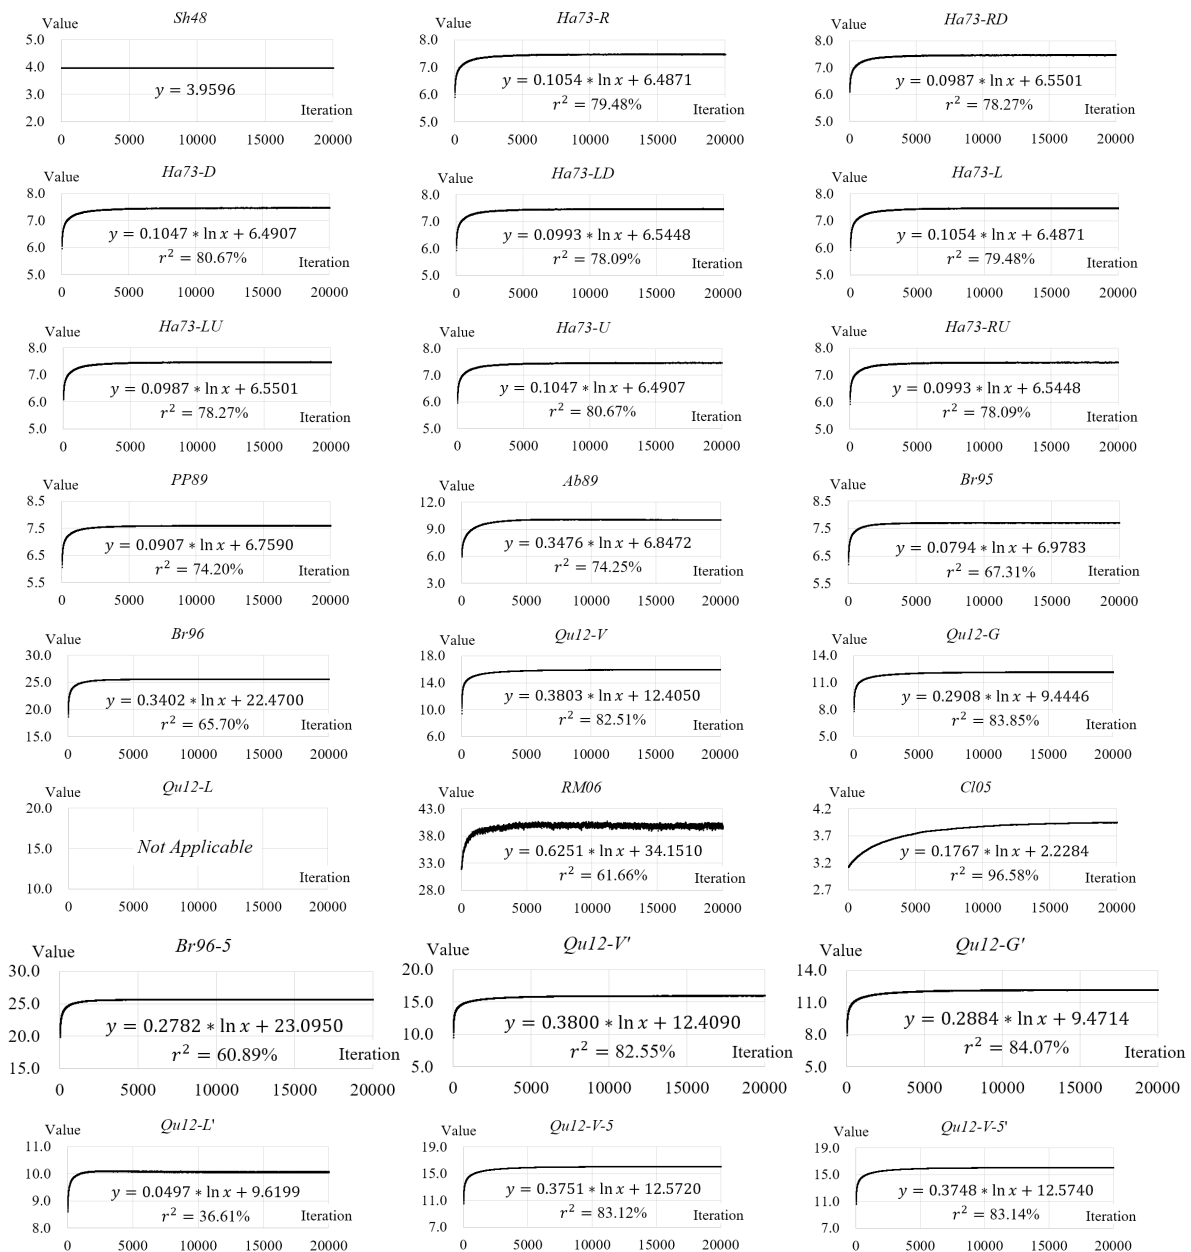 Value Sh48
5.0
4.0
3.0
2.0
y = 3.9596
Iteration
0 5000 10000 15000 20000
Value Ha73-R
8.0
7.0
6.0
5.0
y = 0.1054 * ln x + 6.4871
r² = 79.48%
Iteration
0 5000 10000 15000 20000
Value Ha73-RD
8.0
7.0
6.0
5.0
y = 0.0987 * ln x + 6.5501
r² = 78.27%
Iteration
0 5000 10000 15000 20000
Value Ha73-D
8.0
7.0
6.0
5.0
y = 0.1047 * ln x + 6.4907
r² = 80.67%
Iteration
0 5000 10000 15000 20000
Value Ha73-LD
8.0
7.0
6.0
5.0
y = 0.0993 * ln x + 6.5448
r² = 78.09%
Iteration
0 5000 10000 15000 20000
Value Ha73-L
8.0
7.0
6.0
5.0
y = 0.1054 * ln x + 6.4871
r² = 79.48%
Iteration
0 5000 10000 15000 20000
Value Ha73-LU
8.0
7.0
6.0
5.0
y = 0.0987 * ln x + 6.5501
r² = 78.27%
Iteration
0 5000 10000 15000 20000
Value Ha73-U
8.0
7.0
6.0
5.0
y = 0.1047 * ln x + 6.4907
r² = 80.67%
Iteration
0 5000 10000 15000 20000
Value Ha73-RU
8.0
7.0
6.0
5.0
y = 0.0993 * ln x + 6.5448
r² = 78.09%
Iteration
0 5000 10000 15000 20000
Value PP89
8.5
7.5
6.5
5.5
y = 0.0907 * ln x + 6.7590
r² = 74.20%
Iteration
0 5000 10000 15000 20000
Value Ab89
12.0
9.0
6.0
3.0
y = 0.3476 * ln x + 6.8472
r² = 74.25%
Iteration
0 5000 10000 15000 20000
Value Br95
8.5
7.5
6.5
5.5
y = 0.0794 * ln x + 6.9783
r² = 67.31%
Iteration
0 5000 10000 15000 20000
Value Br96
30.0
25.0
20.0
15.0
y = 0.3402 * ln x + 22.4700
r² = 65.70%
Iteration
0 5000 10000 15000 20000
Value Qu12-V
18.0
14.0
10.0
6.0
y = 0.3803 * ln x + 12.4050
r² = 82.51%
Iteration
0 5000 10000 15000 20000
Value Qu12-G
14.0
11.0
8.0
5.0
y = 0.2908 * ln x + 9.4446
r² = 83.85%
Iteration
0 5000 10000 15000 20000
Value Qu12-L
20.0
15.0
10.0
Not Applicable
Iteration
0 5000 10000 15000 20000
Value RM06
43.0
38.0
33.0
28.0
y = 0.6251 * ln x + 34.1510
r² = 61.66%
Iteration
0 5000 10000 15000 20000
Value Cl05
4.2
3.7
3.2
2.7
y = 0.1767 * ln x + 2.2284
r² = 96.58%
Iteration
0 5000 10000 15000 20000
Value Br96-5
30.0
25.0
20.0
15.0
y = 0.2782 * ln x + 23.0950
r² = 60.89%
Iteration
0 5000 10000 15000 20000
Value Qu12-V'
20.0
15.0
10.0
5.0
y = 0.3800 * ln x + 12.4090
r² = 82.55%
Iteration
0 5000 10000 15000 20000
Value Qu12-G'
14.0
11.0
8.0
5.0
y = 0.2884 * ln x + 9.4714
r² = 84.07%
Iteration
0 5000 10000 15000 20000
Value Qu12-L'
11.0
10.0
9.0
8.0
y = 0.0497 * ln x + 9.6199
r² = 36.61%
Iteration
0 5000 10000 15000 20000
Value Qu12-V-5
19.0
15.0
11.0
7.0
y = 0.3751 * ln x + 12.5720
r² = 83.12%
Iteration
0 5000 10000 15000 20000
Value Qu12-V-5'
19.0
15.0
11.0
7.0
y = 0.3748 * ln x + 12.5740
r² = 83.14%
Iteration
0 5000 10000 15000 20000